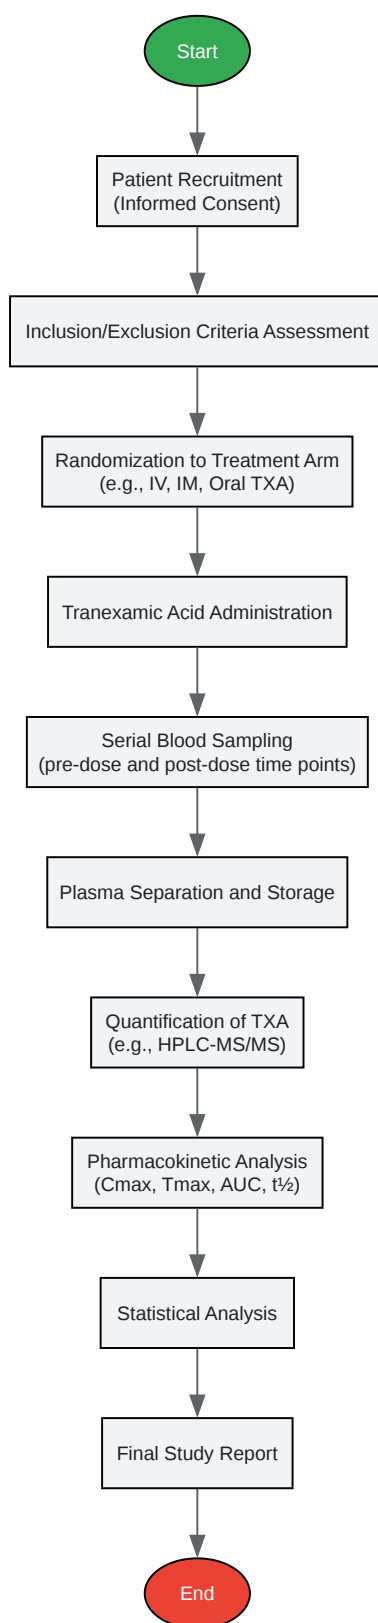 Start
Patient Recruitment
(Informed Consent)
Inclusion/Exclusion Criteria Assessment
Randomization to Treatment Arm
(e.g., IV, IM, Oral TXA)
Tranexamic Acid Administration
Serial Blood Sampling
(pre-dose and post-dose time points)
Plasma Separation and Storage
Quantification of TXA
(e.g., HPLC-MS/MS)
Pharmacokinetic Analysis
(Cmax, Tmax, AUC, t½)
Statistical Analysis
Final Study Report
End